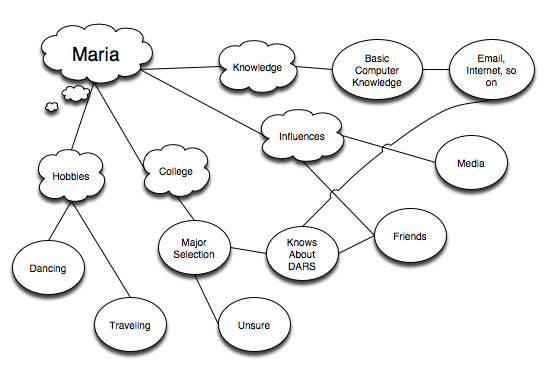 Maria
Knowledge
Basic
Computer
Knowledge
Email,
Internet, so
on
Influences
Media
Hobbies
College
Friends
Major
Selection
Knows
About
DARS
Dancing
Traveling
Unsure